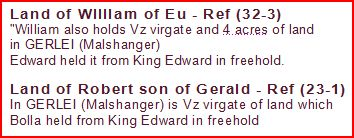 Land of William of Eu - Ref (32-3)
"William also holds Vz virgate and 4 acres of land
in GERLEI (Malshanger)
Edward held it from King Edward in freehold.
Land of Robert son of Gerald - Ref (23-1)
In GERLEI (Malshanger) is Vz virgate of land which
Bolla held from King Edward in freehold